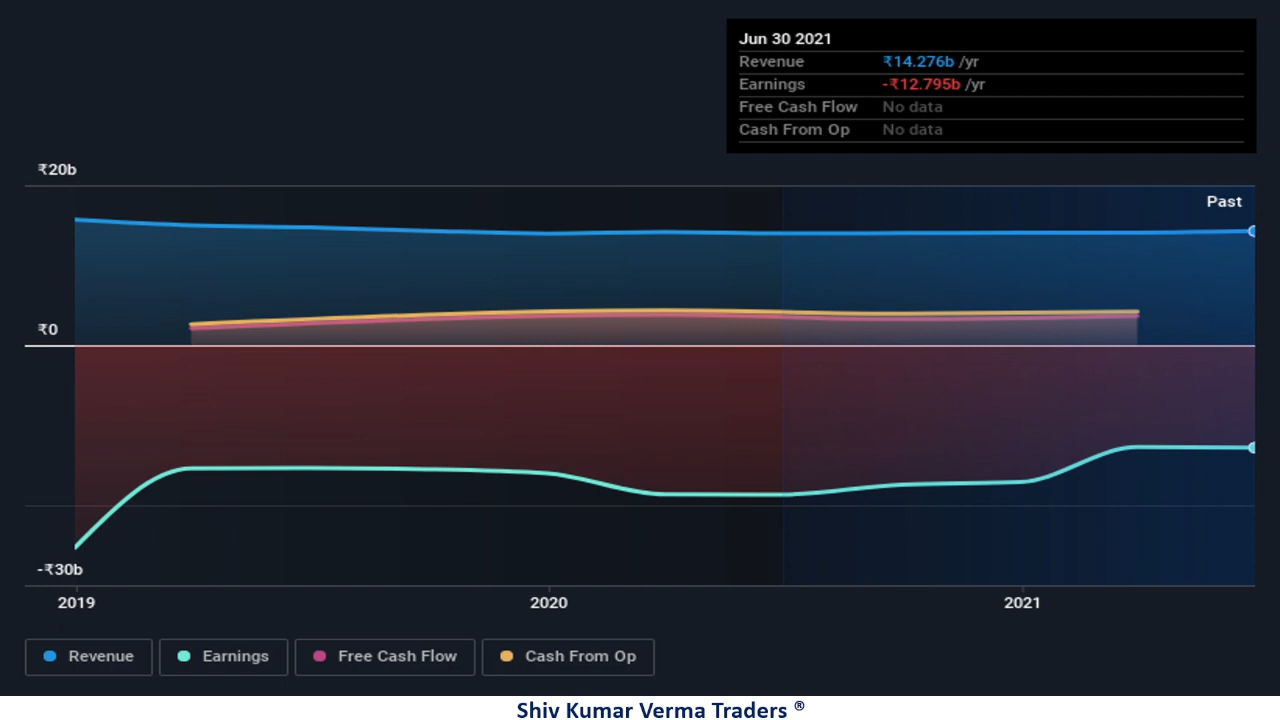 Jun 30 2021
Revenue ₹14.276b /yr
Earnings -₹12.795b /yr
Free Cash Flow No data
Cash From Op No data
₹20b
Past
₹0
-₹30b
2019 2020 2021
Revenue Earnings Free Cash Flow Cash From Op
Shiv Kumar Verma Traders ®